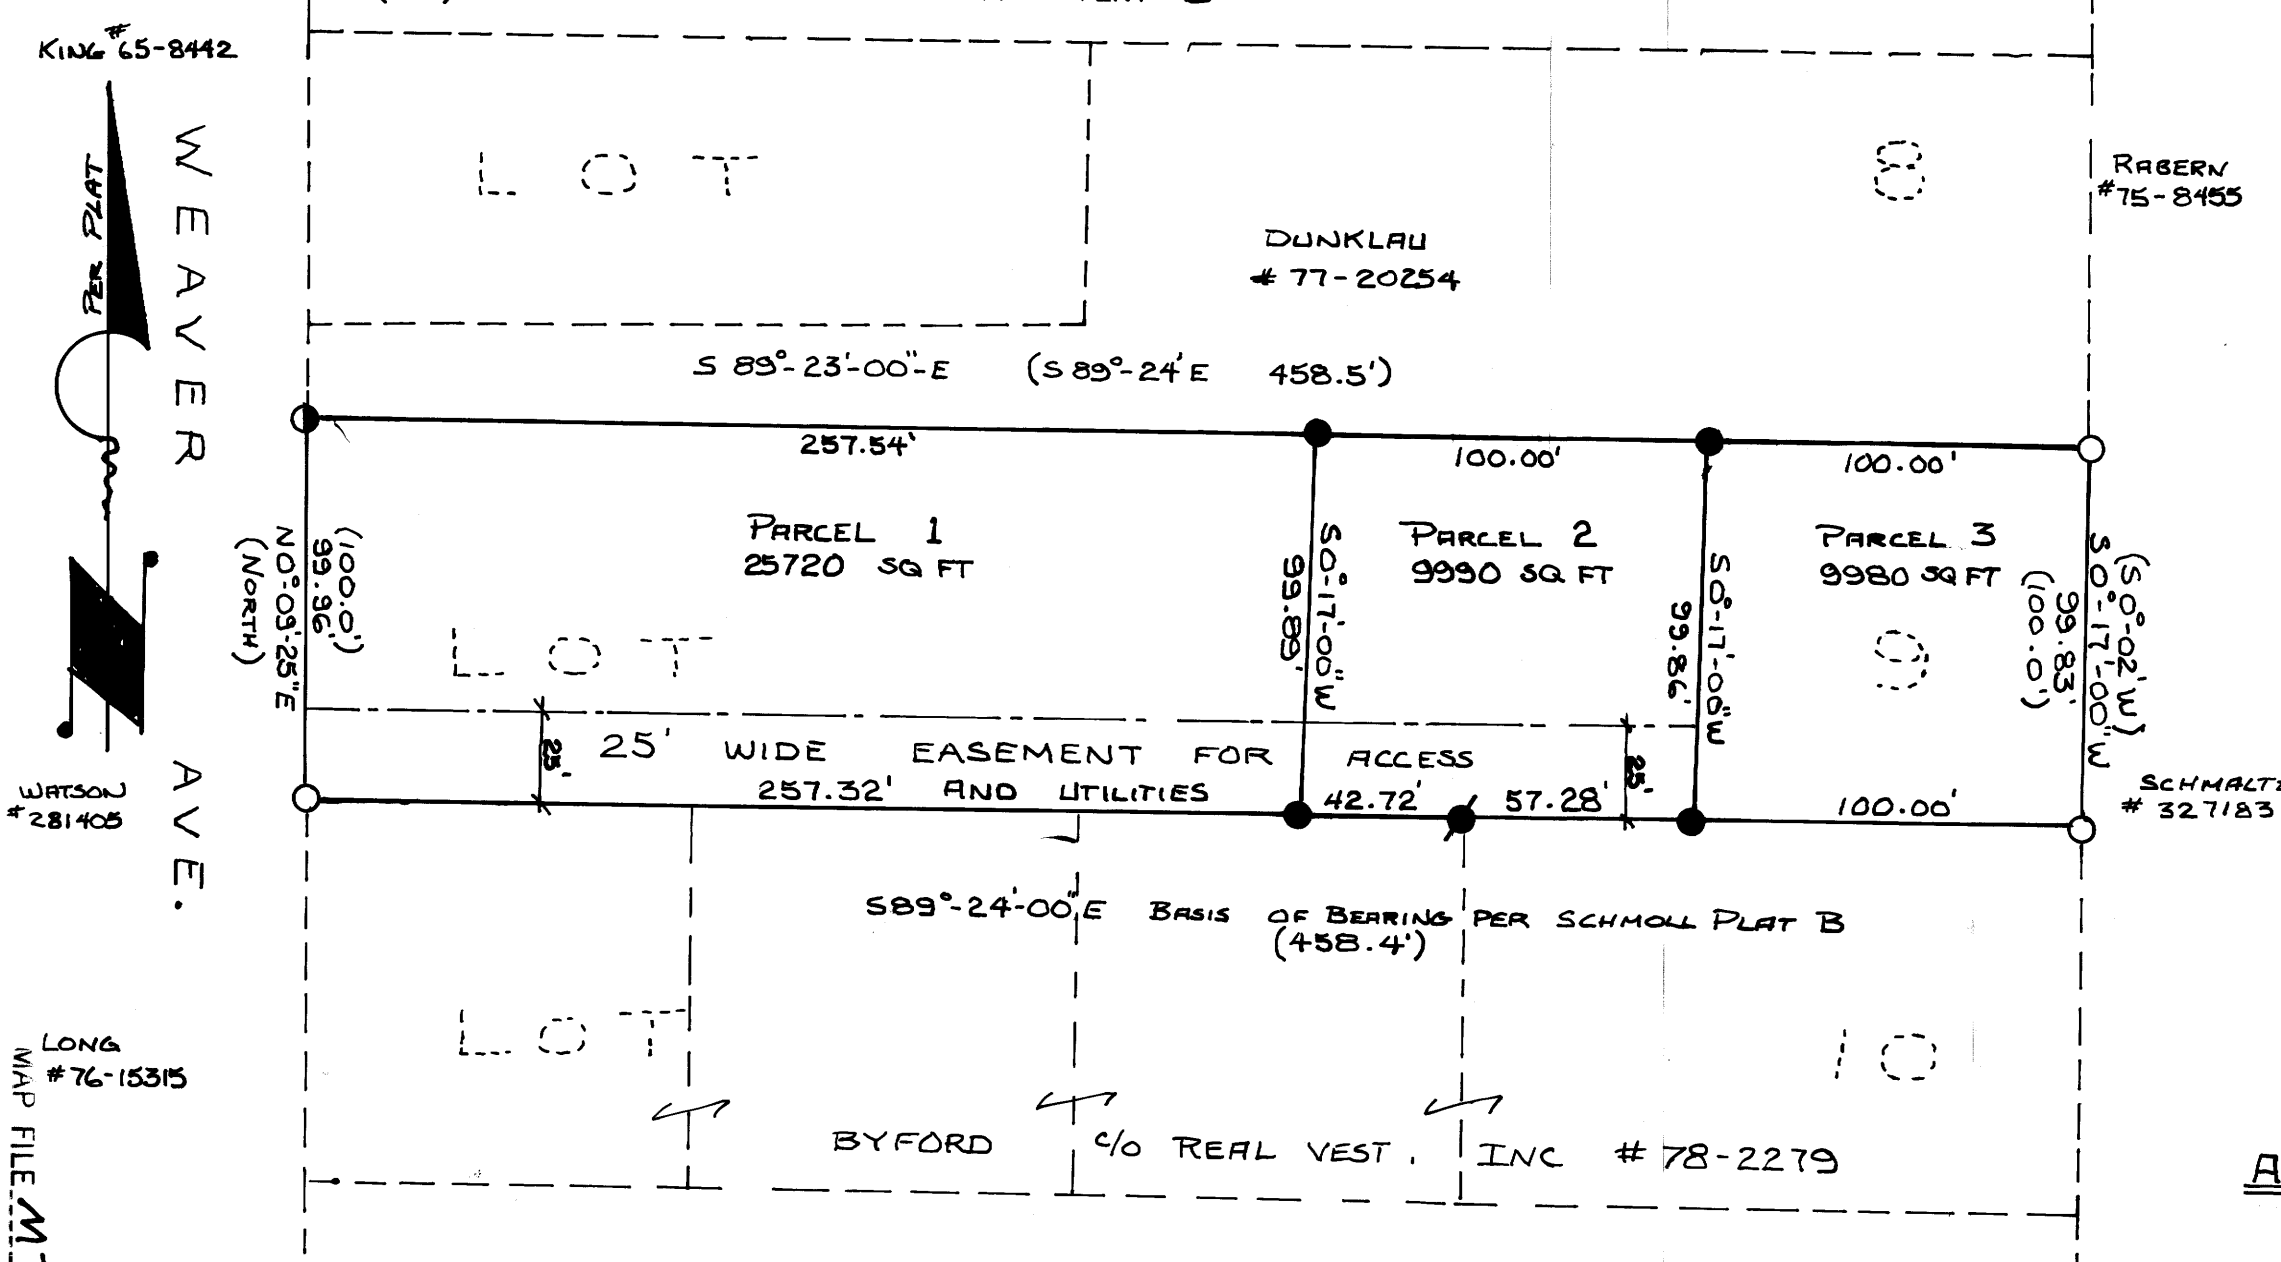 KING #65-8442
PER PLAT
WEAVER AVE.
LOT 8
RABERN
#75-8455
DUNKLAU
# 77-20254
S 89°-23'-00"-E (S 89°-24' E 458.5')
257.54'
100.00'
100.00'
(100.0')
99.96'
N0°-09'-25"E
(NORTH)
PARCEL 1
25720 SQ FT
S0°-17'-00"W
99.89'
PARCEL 2
9990 SQ FT
S0°-17'-00"W
99.86'
PARCEL 3
9980 SQ FT
(S0°-02'W)
S0°-17'-00"W
99.83'
(100.0')
LOT 9
25' WIDE EASEMENT FOR ACCESS
AND UTILITIES
25'
25'
257.32'
42.72'
57.28'
100.00'
WATSON
#281405
SCHMALTZ
# 327183
S89°-24'-00"E BASIS OF BEARING PER SCHMOLL PLAT B
(458.4')
LOT 10
LONG
#76-15315
BYFORD C/O REAL VEST. INC # 78-2279
MAP FILE M
A